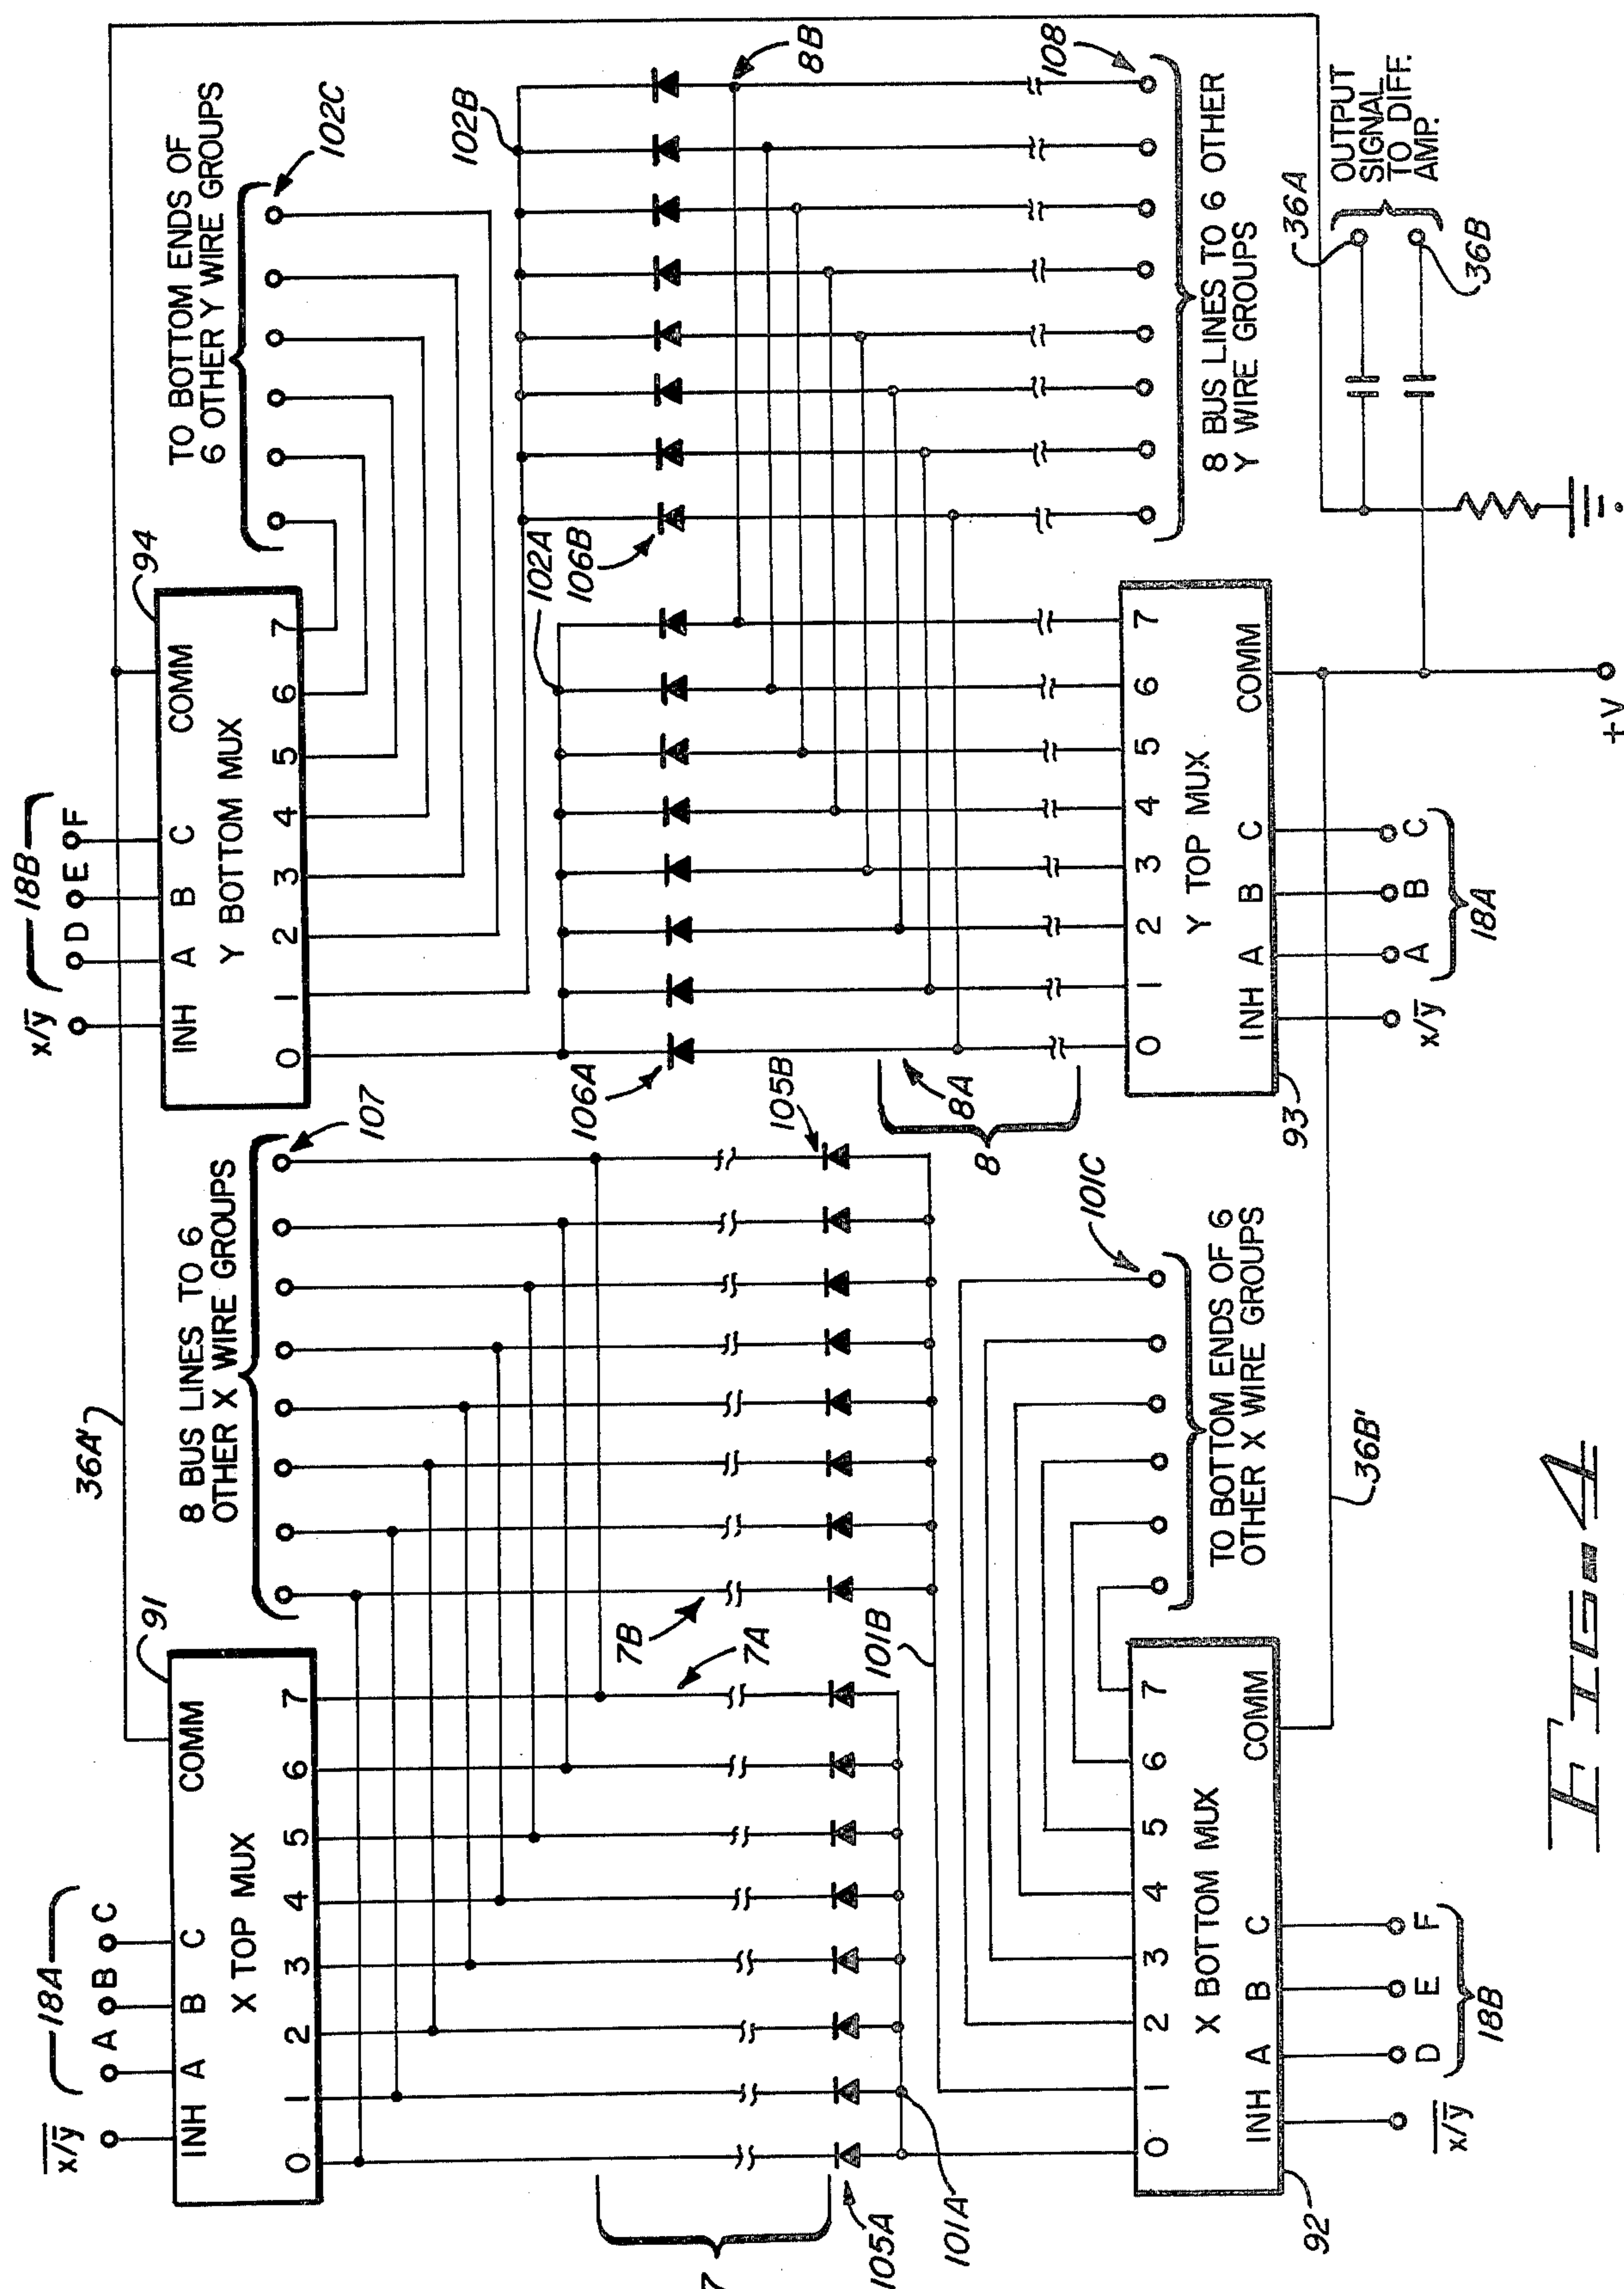 x/y̅ (overlined)
18A
A B C
INH A B C COMM
91
X TOP MUX
0 1 2 3 4 5 6 7
36A'
8 BUS LINES TO 6
OTHER X WIRE GROUPS
107
7B
7A
7
105A
105B
101A
101B
101C
0 1 2 3 4 5 6 7
X BOTTOM MUX
INH A B C COMM
92
x/y̅ (overlined)
D E F
18B
TO BOTTOM ENDS OF 6
OTHER X WIRE GROUPS
36B'
x/y̅
18B
D E F
INH A B C COMM
94
Y BOTTOM MUX
0 1 2 3 4 5 6 7
TO BOTTOM ENDS OF
6 OTHER Y WIRE GROUPS
102C
102B
102A
106B
106A
8B
8A
8
108
0 1 2 3 4 5 6 7
Y TOP MUX
INH A B C COMM
93
x/y̅
A B C
18A
8 BUS LINES TO 6 OTHER
Y WIRE GROUPS
36A
36B
OUTPUT
SIGNAL
TO DIFF.
AMP.
+V
FIG-4